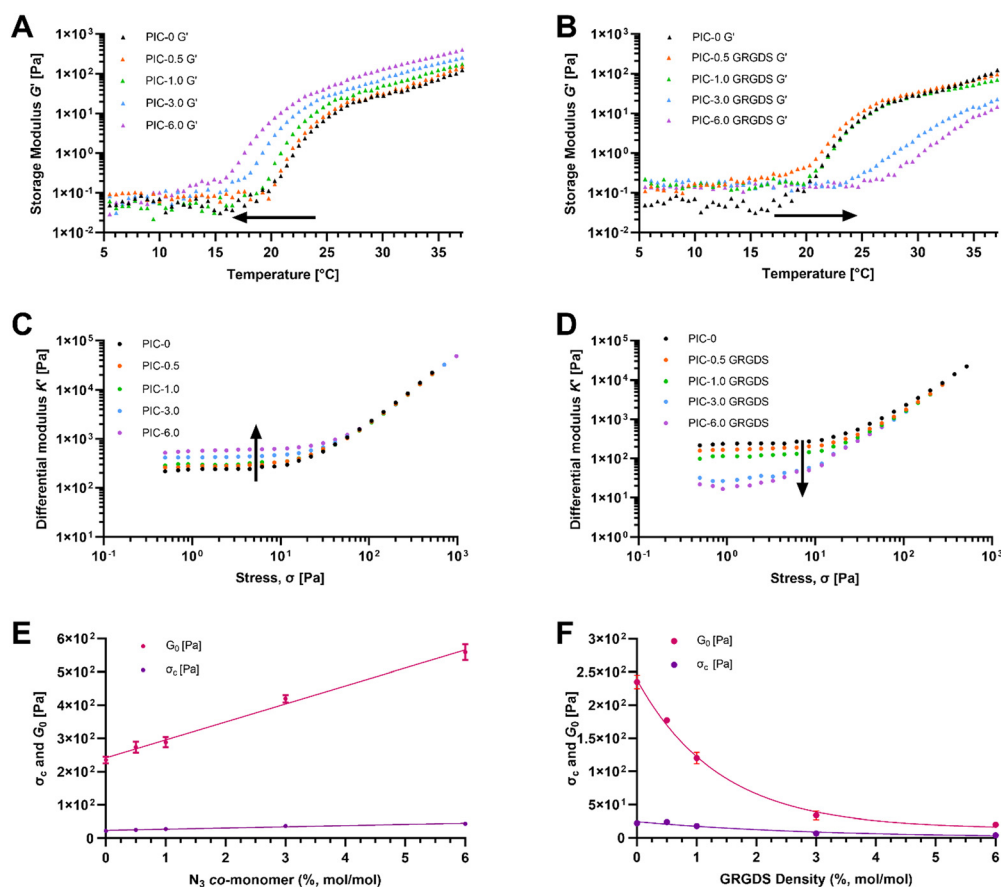 A
PIC-0 G'
PIC-0.5 G'
PIC-1.0 G'
PIC-3.0 G'
PIC-6.0 G'
Storage Modulus G' [Pa]
1×10³
1×10²
1×10¹
1×10⁰
1×10⁻¹
1×10⁻²
5 10 15 20 25 30 35
Temperature [°C]
B
PIC-0 G'
PIC-0.5 GRGDS G'
PIC-1.0 GRGDS G'
PIC-3.0 GRGDS G'
PIC-6.0 GRGDS G'
Storage Modulus G' [Pa]
1×10³
1×10²
1×10¹
1×10⁰
1×10⁻¹
1×10⁻²
5 10 15 20 25 30 35
Temperature [°C]
C
PIC-0
PIC-0.5
PIC-1.0
PIC-3.0
PIC-6.0
Differential modulus K' [Pa]
1×10⁵
1×10⁴
1×10³
1×10²
1×10¹
10⁻¹ 10⁰ 10¹ 10² 10³
Stress, σ [Pa]
D
PIC-0
PIC-0.5 GRGDS
PIC-1.0 GRGDS
PIC-3.0 GRGDS
PIC-6.0 GRGDS
Differential modulus K' [Pa]
1×10⁵
1×10⁴
1×10³
1×10²
1×10¹
1×10⁰
10⁻¹ 10⁰ 10¹ 10² 10³
Stress, σ [Pa]
E
G₀ [Pa]
σc [Pa]
σc and G₀ [Pa]
6×10²
5×10²
4×10²
3×10²
2×10²
1×10²
0
0 1 2 3 4 5 6
N₃ co-monomer (%, mol/mol)
F
G₀ [Pa]
σc [Pa]
σc and G₀ [Pa]
3×10²
2.5×10²
2×10²
1.5×10²
1×10²
5×10¹
0
0 1 2 3 4 5 6
GRGDS Density (%, mol/mol)